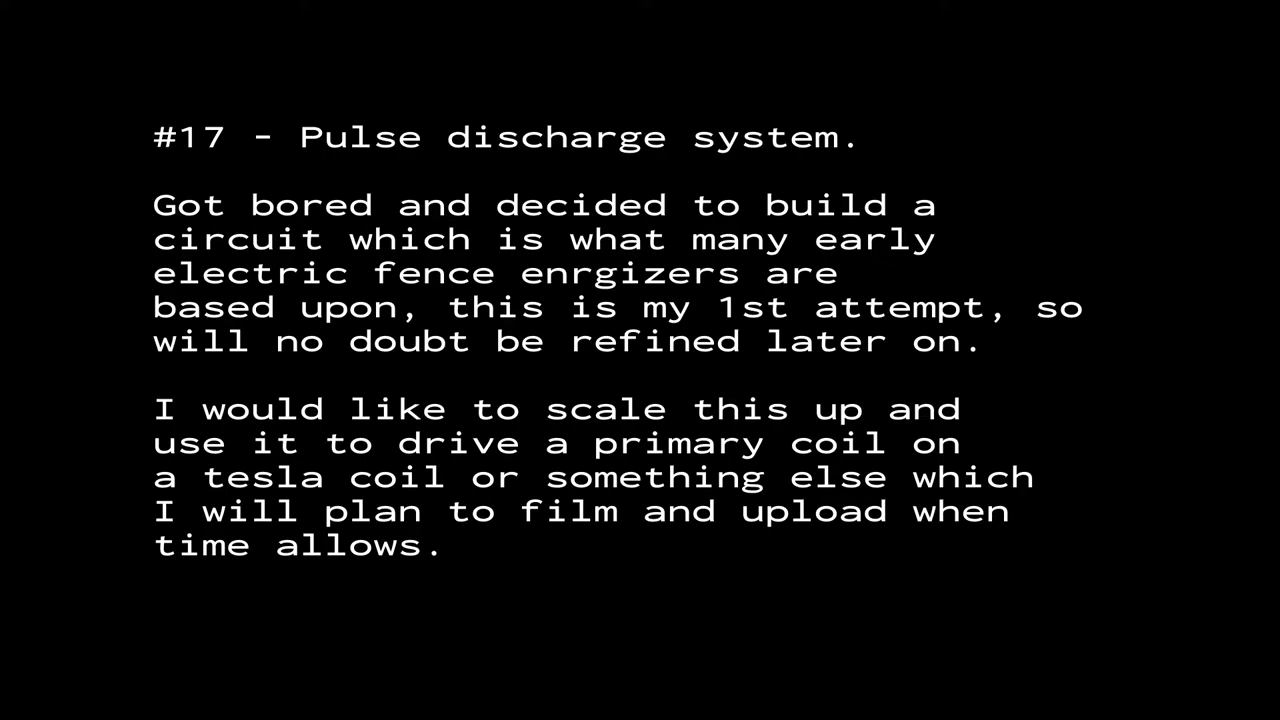 #17 - Pulse discharge system.
Got bored and decided to build a
circuit which is what many early
electric fence enrgizers are
based upon, this is my 1st attempt, so
will no doubt be refined later on.
I would like to scale this up and
use it to drive a primary coil on
a tesla coil or something else which
I will plan to film and upload when
time allows.